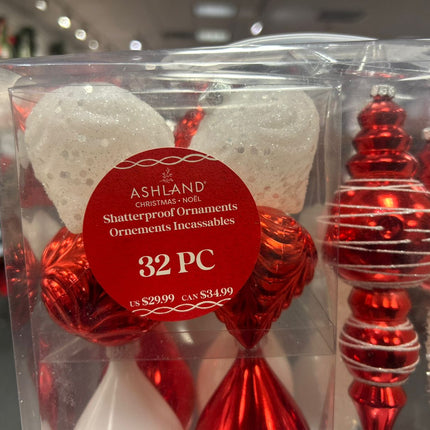 ASHLAND®
CHRISTMAS • NOËL
Shatterproof Ornaments
Ornements Incassables
32 PC
US $29.99 CAN $34.99